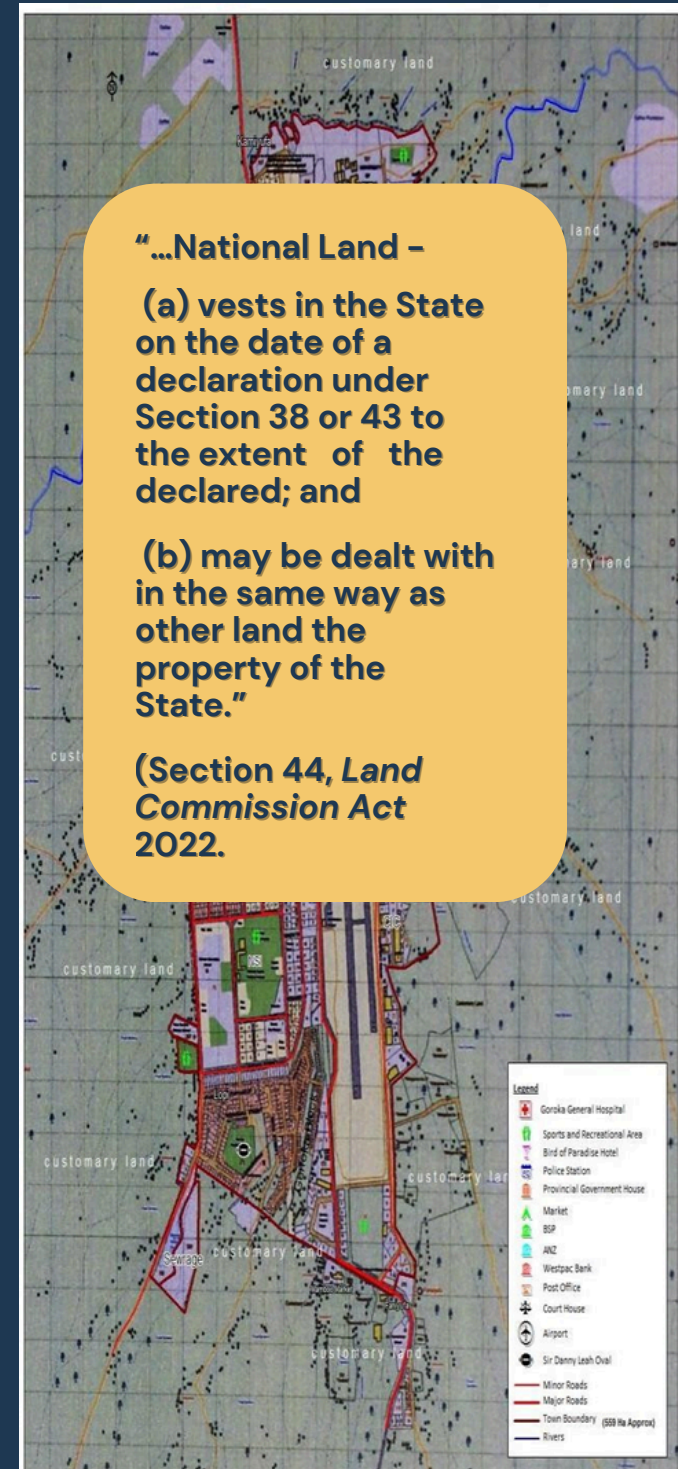 customary land
“...National Land –
(a) vests in the State
on the date of a
declaration under
Section 38 or 43 to
the extent of the
declared; and
(b) may be dealt with
in the same way as
other land the
property of the
State.”
(Section 44, Land
Commission Act
2022.
land
omary land
ary land
cust
customary land
customary land
NSI
Lopi
customary land
customary lan
customary land
Sewrage
customary land
Legend
Goroka General Hospital
Sports and Recreational Area
Bird of Paradise Hotel
Police Station
Provincial Government House
Market
BSP
ANZ
Westpac Bank
Post Office
Court House
Airport
Sir Danny Leah Oval
Minor Roads
Major Roads
Town Boundary (559 Ha Approx)
Rivers